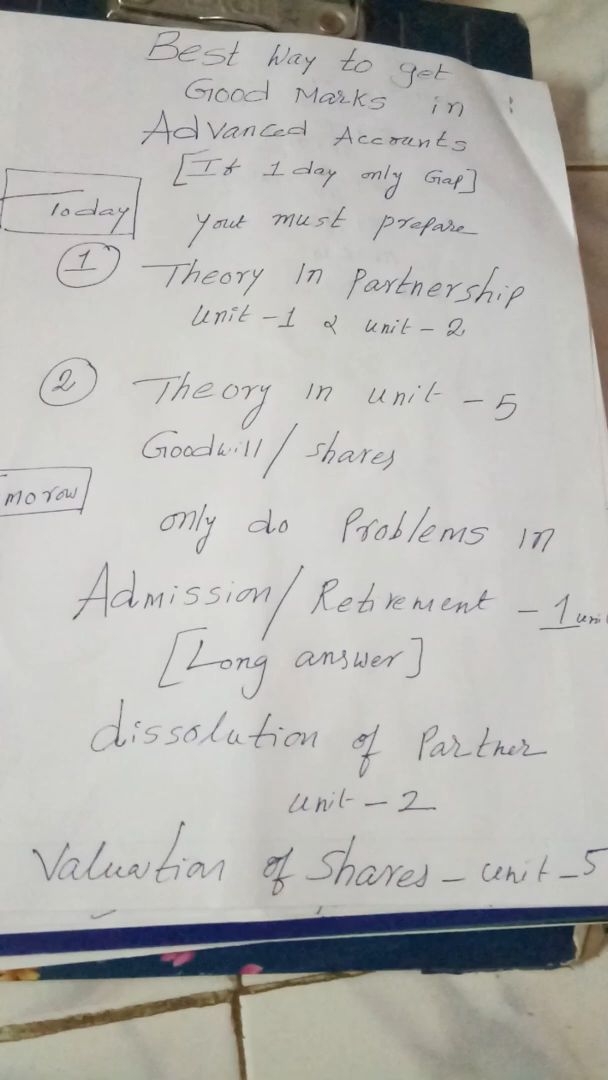 Best Way to get
Good Marks in :
Advanced Accounts
[If 1 day only Gap]
Today
your must prepare
1 Theory in Partnership
Unit - 1 & unit - 2
2 Theory in unit - 5
Goodwill / shares
morow
only do Problems in
Admission / Retirement - 1 uni
[Long answer]
dissolution of Partner
unit - 2
Valuation of Shares - unit - 5